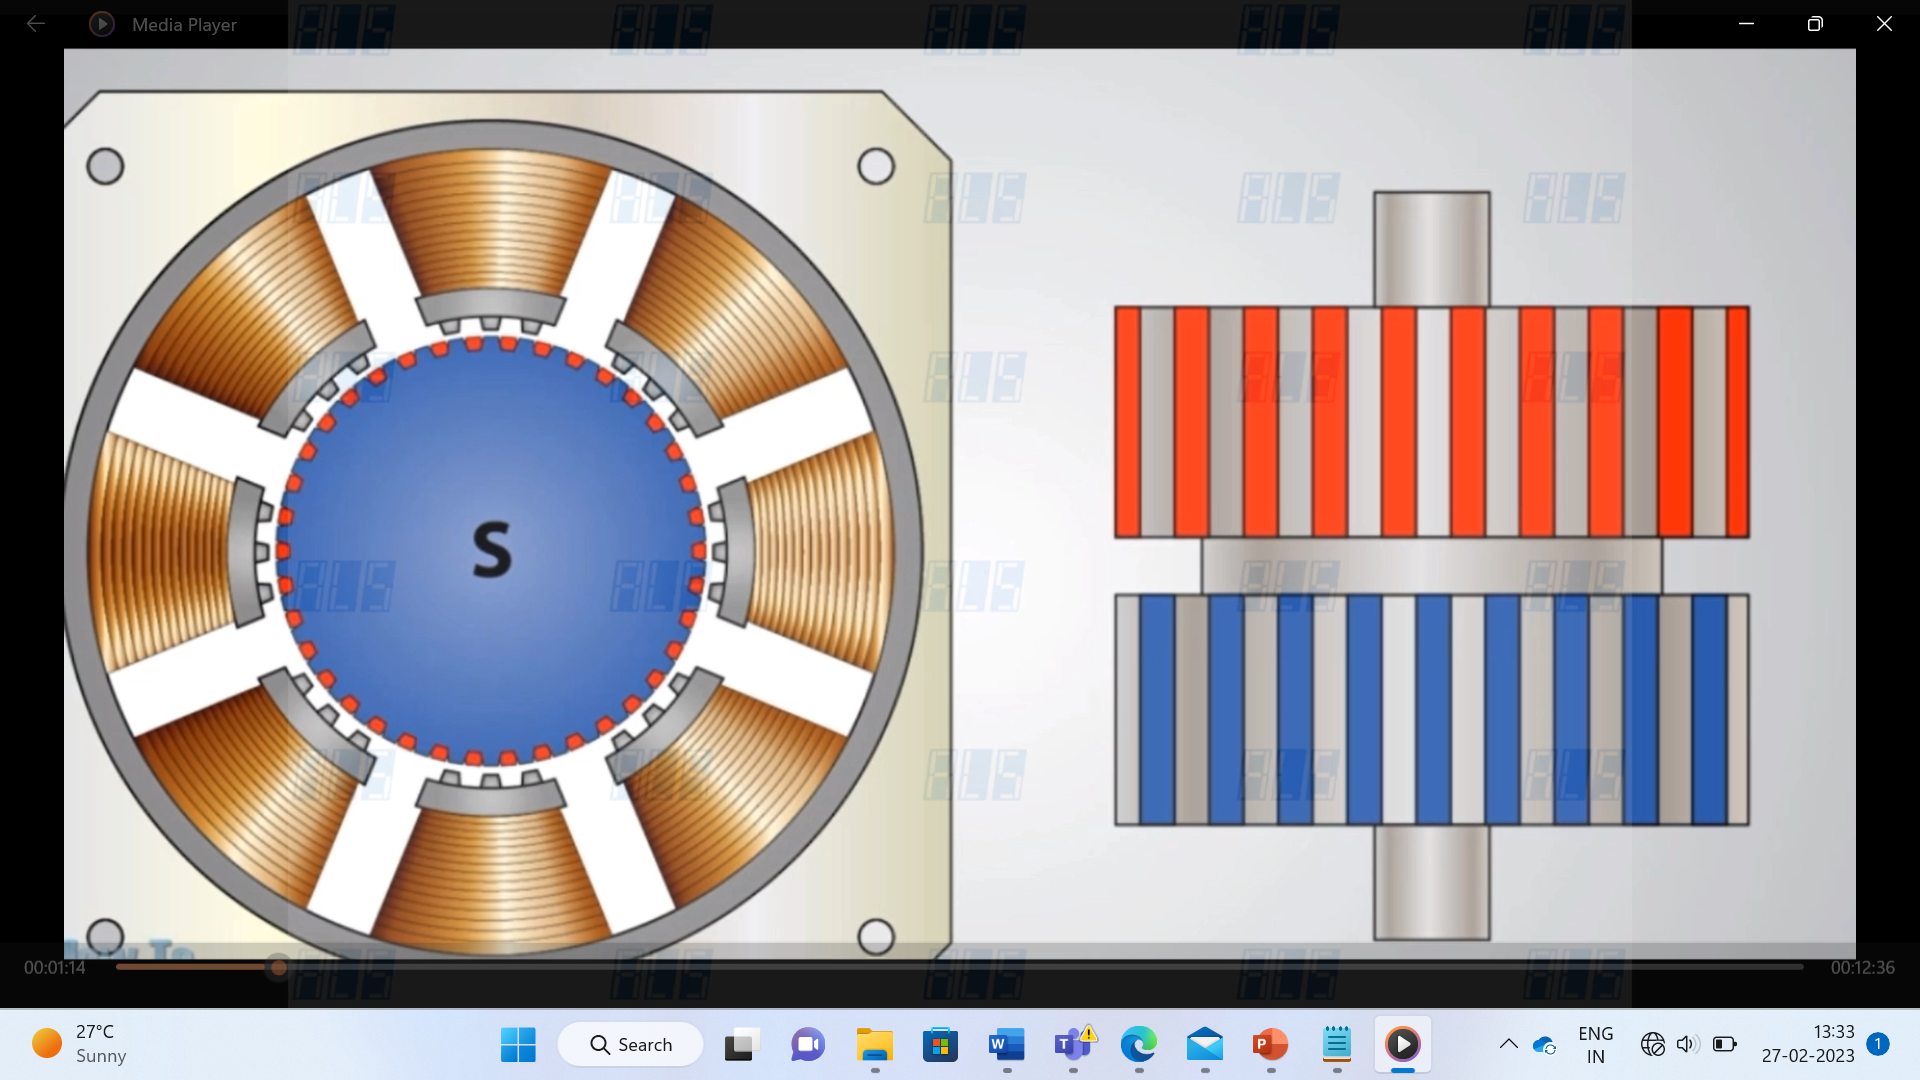 Media Player
S
00:01:14
00:12:36
27°C
Sunny
Search
ENG
IN
13:33
27-02-2023
1